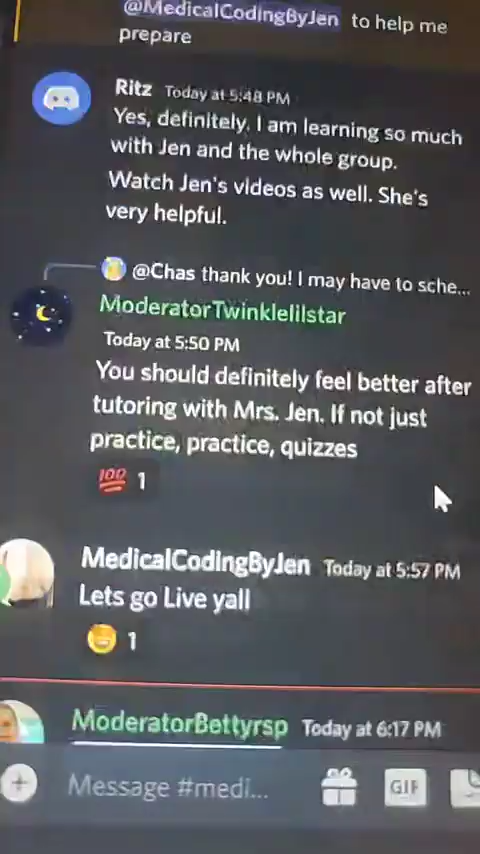 @MedicalCodingByJen to help me
prepare
Ritz Today at 5:48 PM
Yes, definitely. I am learning so much
with Jen and the whole group.
Watch Jen's videos as well. She's
very helpful.
@Chas thank you! I may have to sche...
ModeratorTwinklelilstar
Today at 5:50 PM
You should definitely feel better after
tutoring with Mrs. Jen. If not just
practice, practice, quizzes
100 1
MedicalCodingByJen Today at 5:57 PM
Lets go Live yall
1
ModeratorBettyrsp Today at 6:17 PM
Message #medi...
GIF